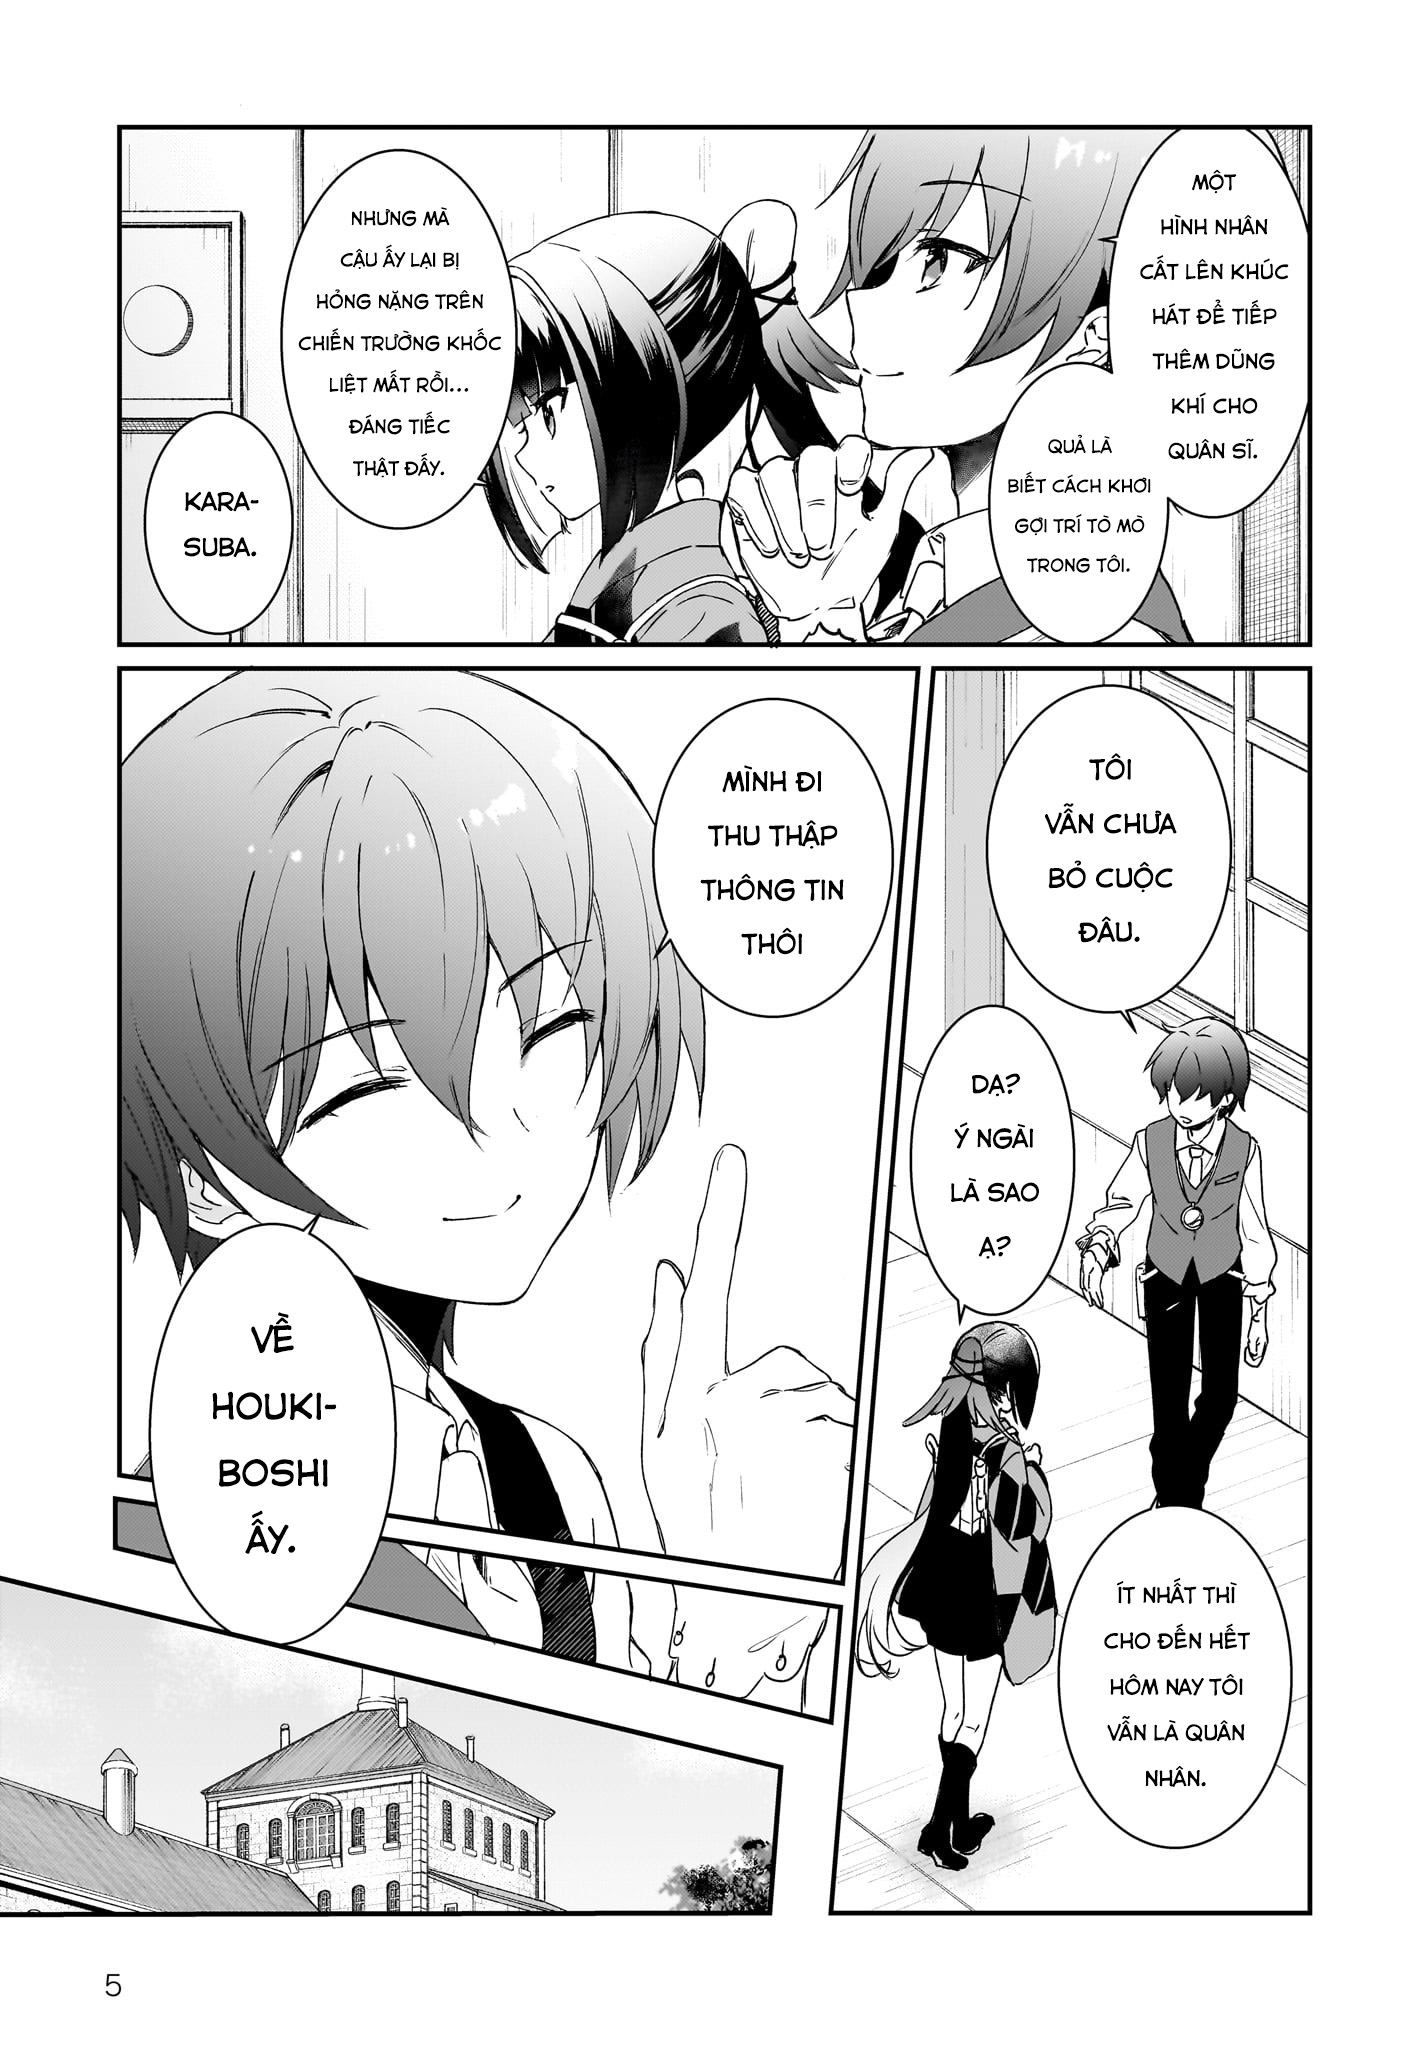 MỘT
HÌNH NHÂN
CẤT LÊN KHÚC
HÁT ĐỂ TIẾP
THÊM DŨNG
KHÍ CHO
QUÂN SĨ.
QUẢ LÀ
BIẾT CÁCH KHƠI
GỢI TRÍ TÒ MÒ
TRONG TÔI.
NHƯNG MÀ
CẬU ẤY LẠI BỊ
HỎNG NẶNG TRÊN
CHIẾN TRƯỜNG KHỐC
LIỆT MẤT RỒI...
ĐÁNG TIẾC
THẬT ĐẤY.
KARA-
SUBA.
TÔI
VẪN CHƯA
BỎ CUỘC
ĐÂU.
DẠ?
Ý NGÀI
LÀ SAO
Ạ?
ÍT NHẤT THÌ
CHO ĐẾN HẾT
HÔM NAY TÔI
VẪN LÀ QUÂN
NHÂN.
MÌNH ĐI
THU THẬP
THÔNG TIN
THÔI
VỀ
HOUKI-
BOSHI
ẤY.
5